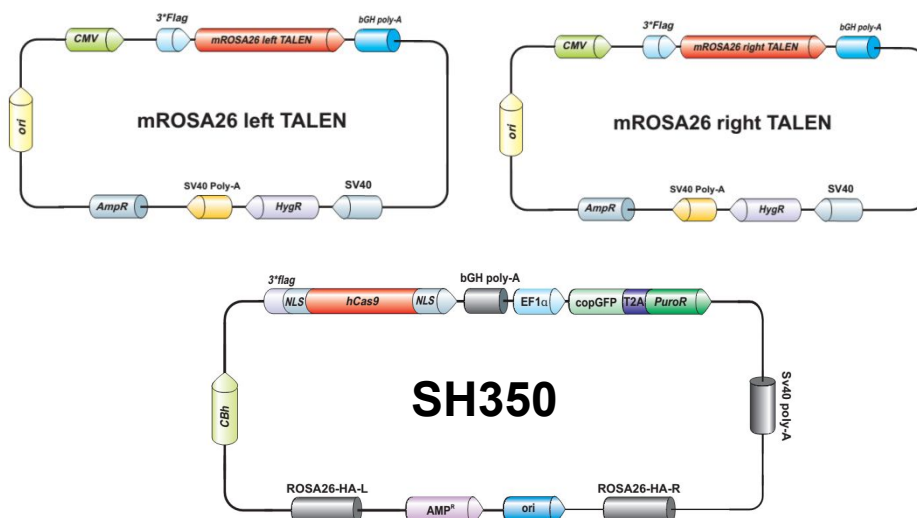 3*Flag
CMV
mROSA26 left TALEN
bGH poly-A
ori
mROSA26 left TALEN
AmpR
SV40 Poly-A
HygR
SV40
3*Flag
CMV
mROSA26 right TALEN
bGH poly-A
ori
mROSA26 right TALEN
AmpR
SV40 Poly-A
HygR
SV40
3*flag
NLS
hCas9
NLS
bGH poly-A
EF1α
copGFP
T2A
PuroR
CBh
SH350
Sv40 poly-A
ROSA26-HA-L
AMPᴿ
ori
ROSA26-HA-R